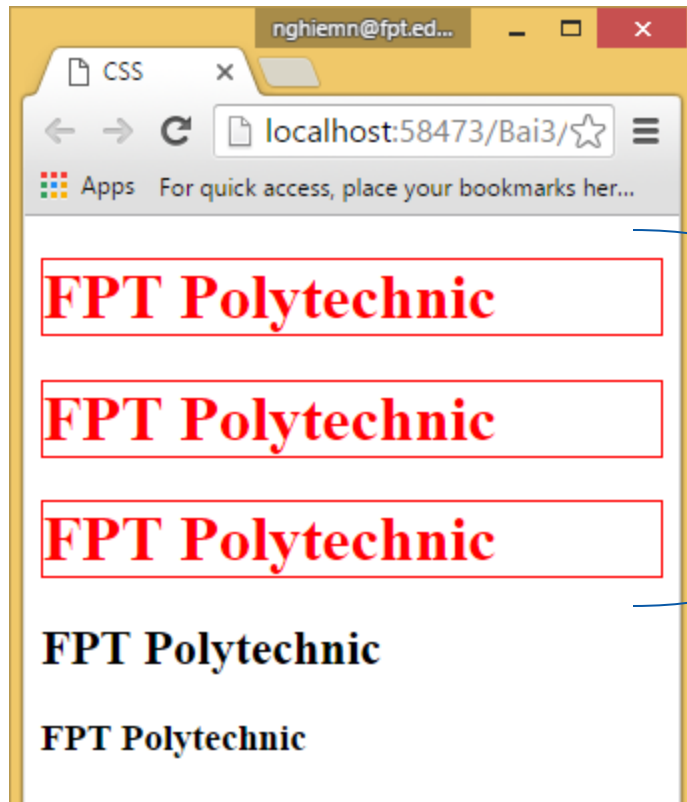 nghiemn@fpt.ed...
CSS
localhost:58473/Bai3/
Apps For quick access, place your bookmarks her...
FPT Polytechnic
FPT Polytechnic
FPT Polytechnic
FPT Polytechnic
FPT Polytechnic